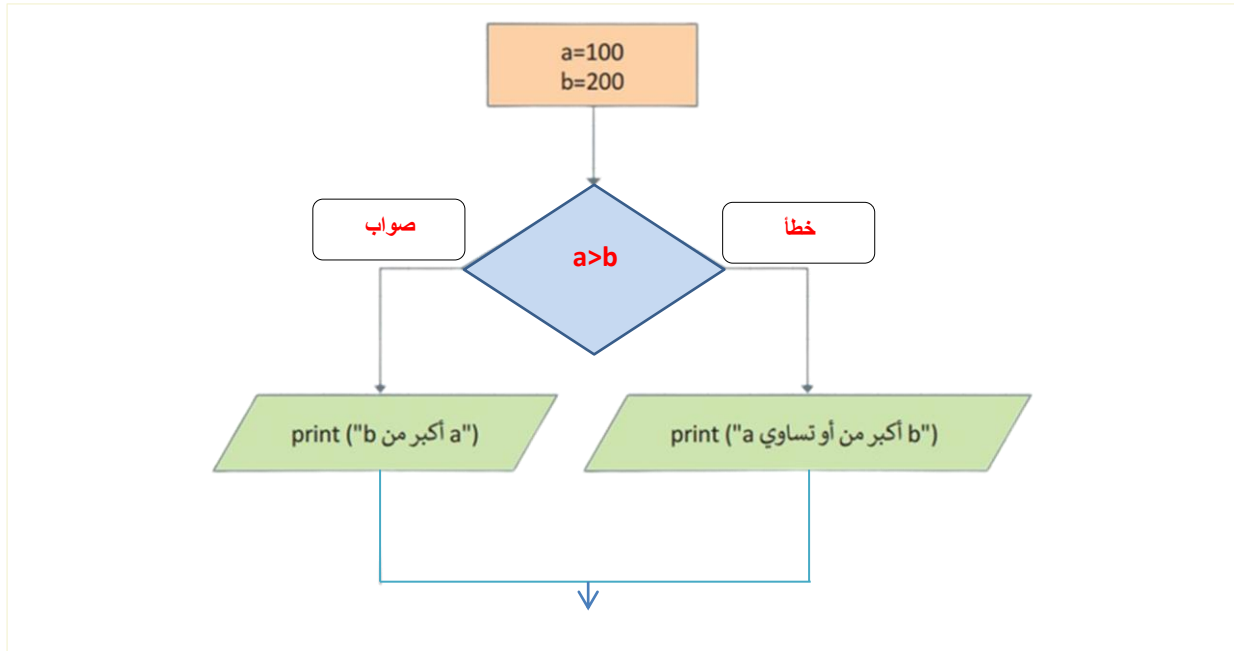 a=100
b=200
صواب
خطأ
a>b
print ("b أكبر من a")
print ("a أكبر من أو تساوي b")